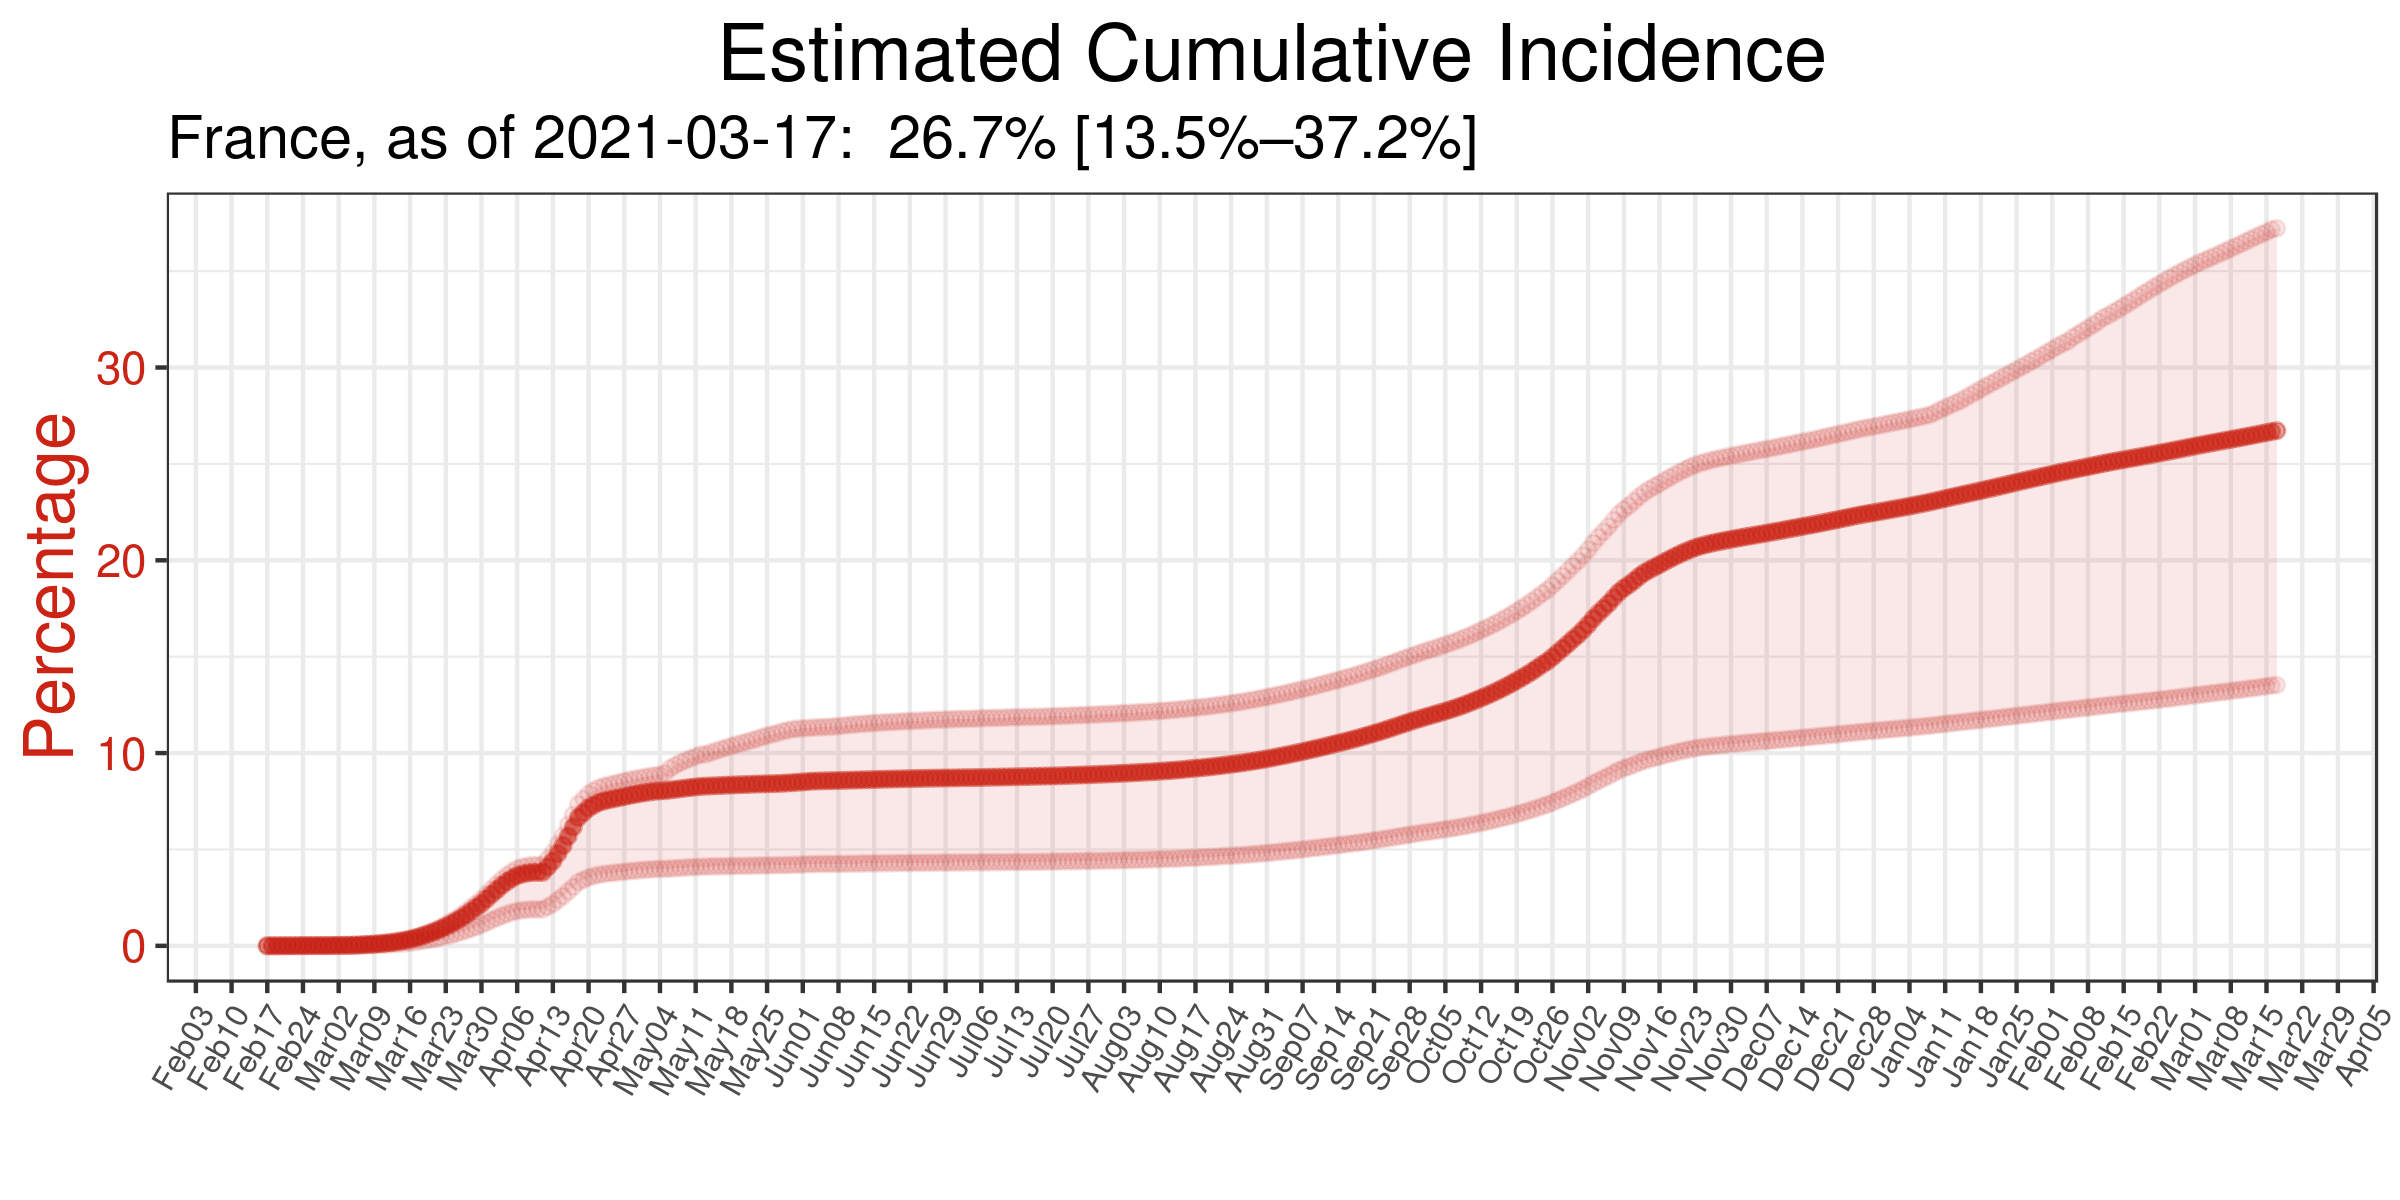 Estimated Cumulative Incidence
France, as of 2021-03-17:  26.7% [13.5%–37.2%]
Percentage
30
20
10
0
Feb03
Feb10
Feb17
Feb24
Mar02
Mar09
Mar16
Mar23
Mar30
Apr06
Apr13
Apr20
Apr27
May04
May11
May18
May25
Jun01
Jun08
Jun15
Jun22
Jun29
Jul06
Jul13
Jul20
Jul27
Aug03
Aug10
Aug17
Aug24
Aug31
Sep07
Sep14
Sep21
Sep28
Oct05
Oct12
Oct19
Oct26
Nov02
Nov09
Nov16
Nov23
Nov30
Dec07
Dec14
Dec21
Dec28
Jan04
Jan11
Jan18
Jan25
Feb01
Feb08
Feb15
Feb22
Mar01
Mar08
Mar15
Mar22
Mar29
Apr05